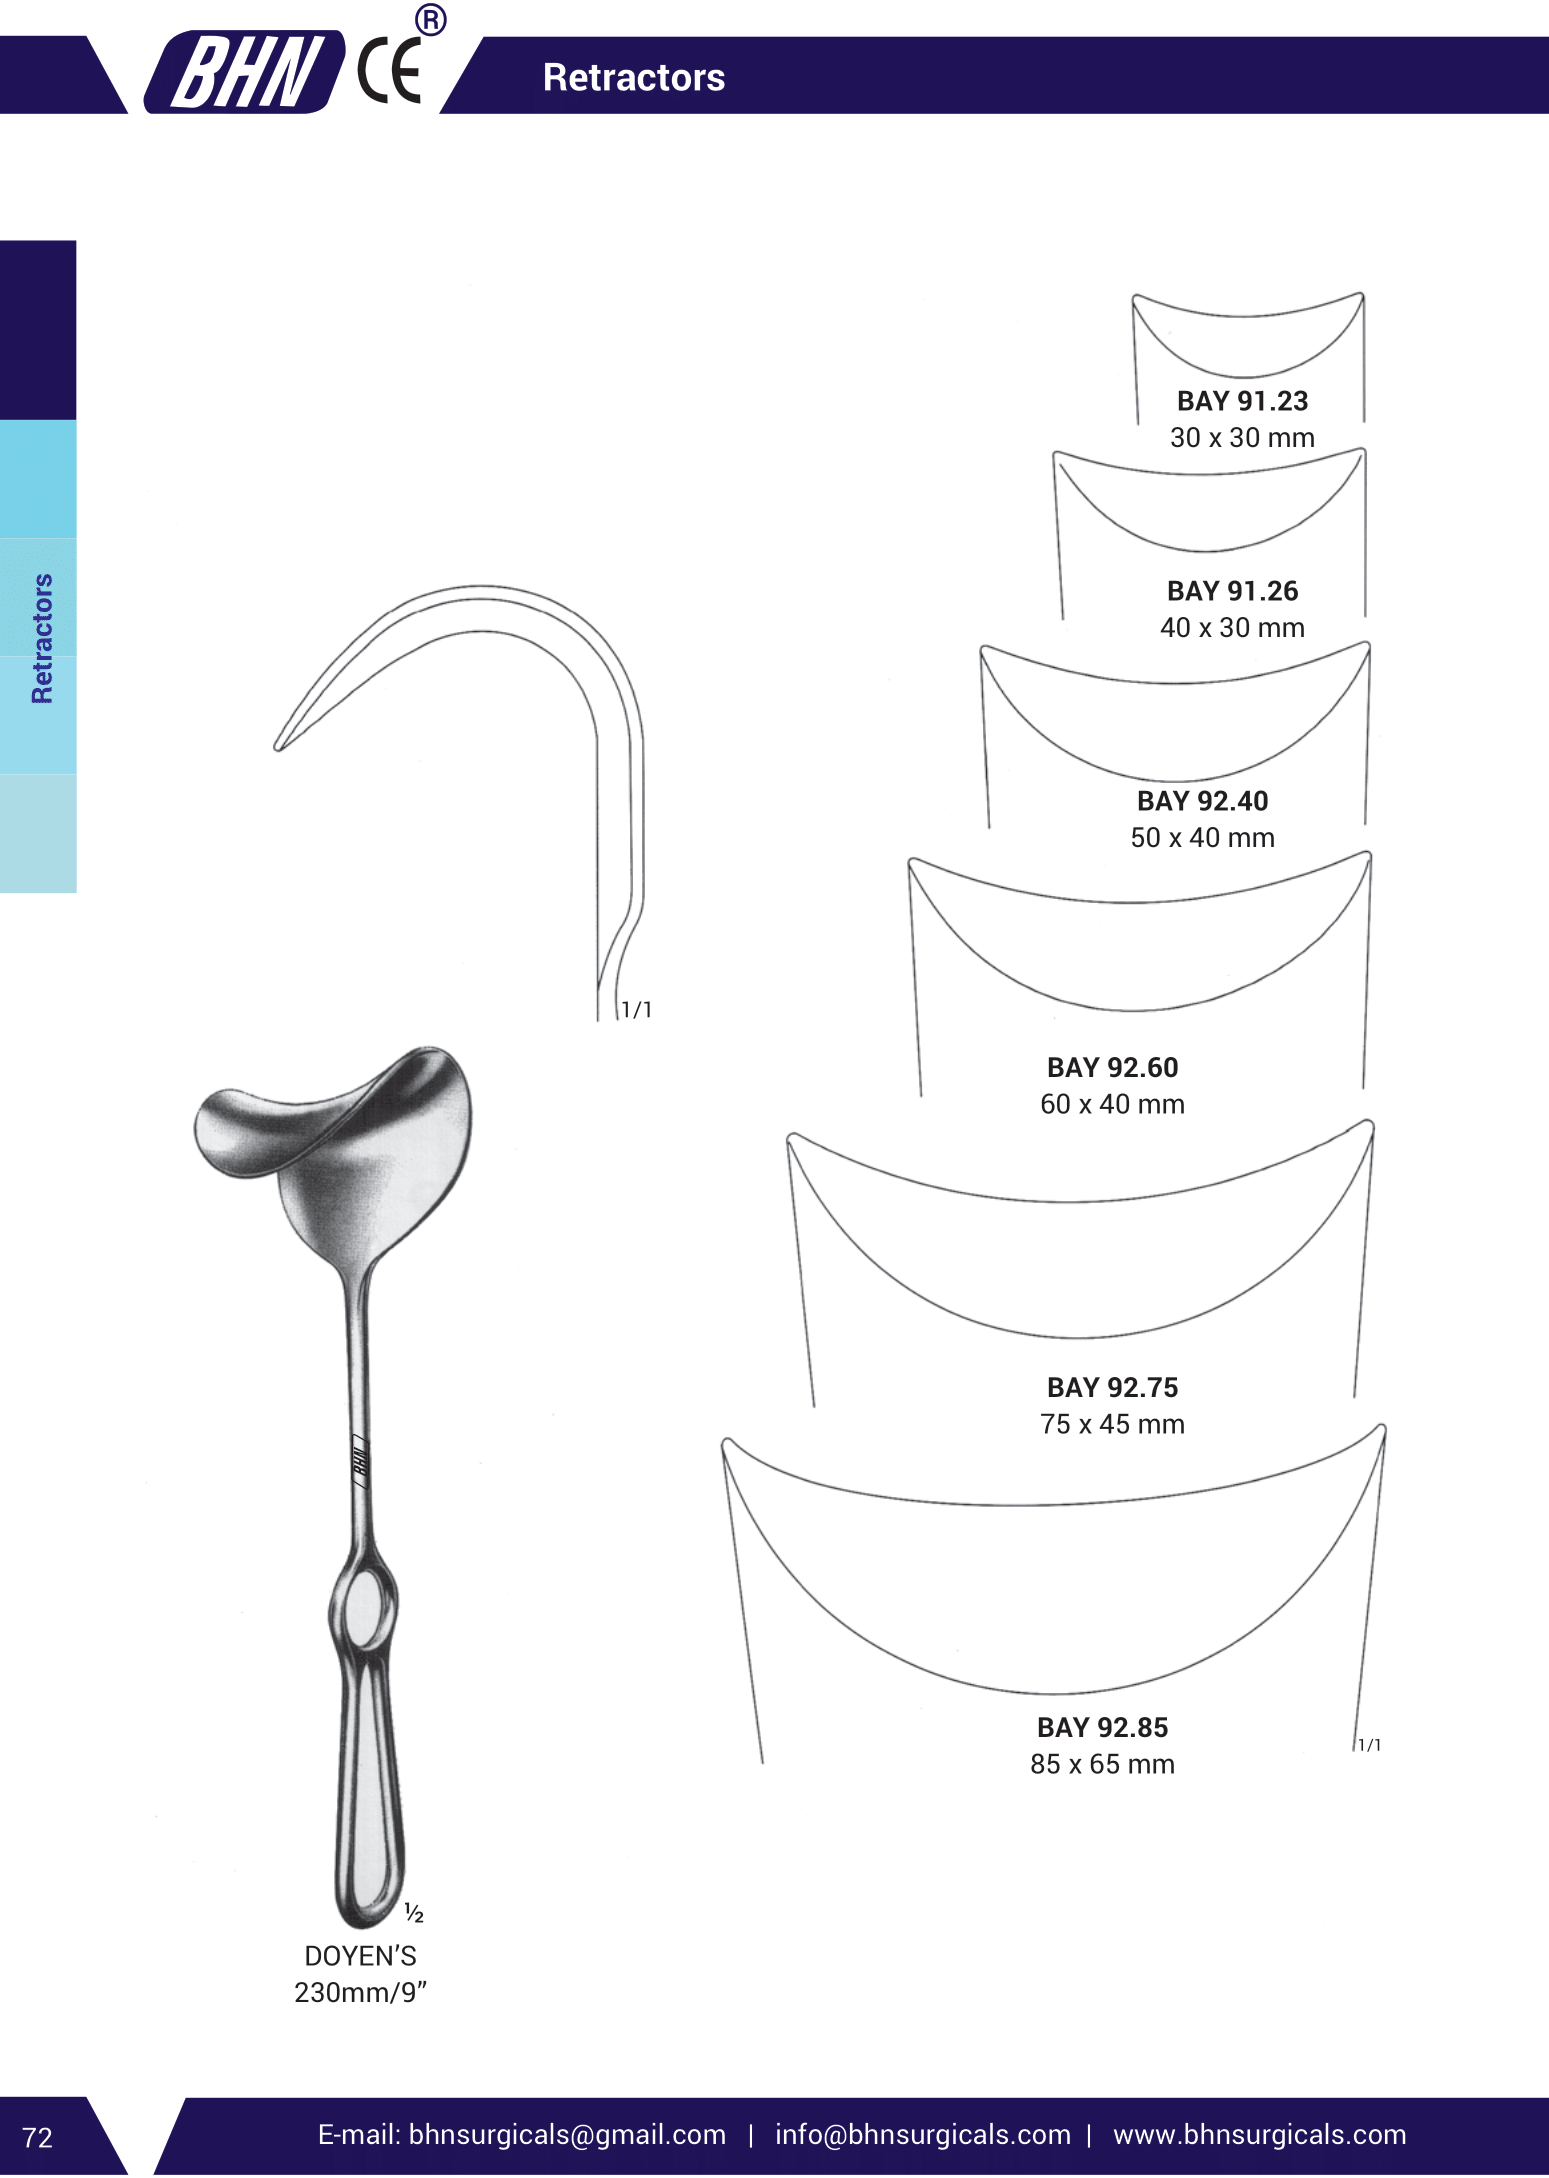 BHN CE ®
Retractors
Retractors
BAY 91.23
30 x 30 mm
BAY 91.26
40 x 30 mm
BAY 92.40
50 x 40 mm
BAY 92.60
60 x 40 mm
BAY 92.75
75 x 45 mm
BAY 92.85
85 x 65 mm
1/1
1/1
BHN
½
DOYEN’S
230mm/9”
72
E-mail: bhnsurgicals@gmail.com | info@bhnsurgicals.com | www.bhnsurgicals.com